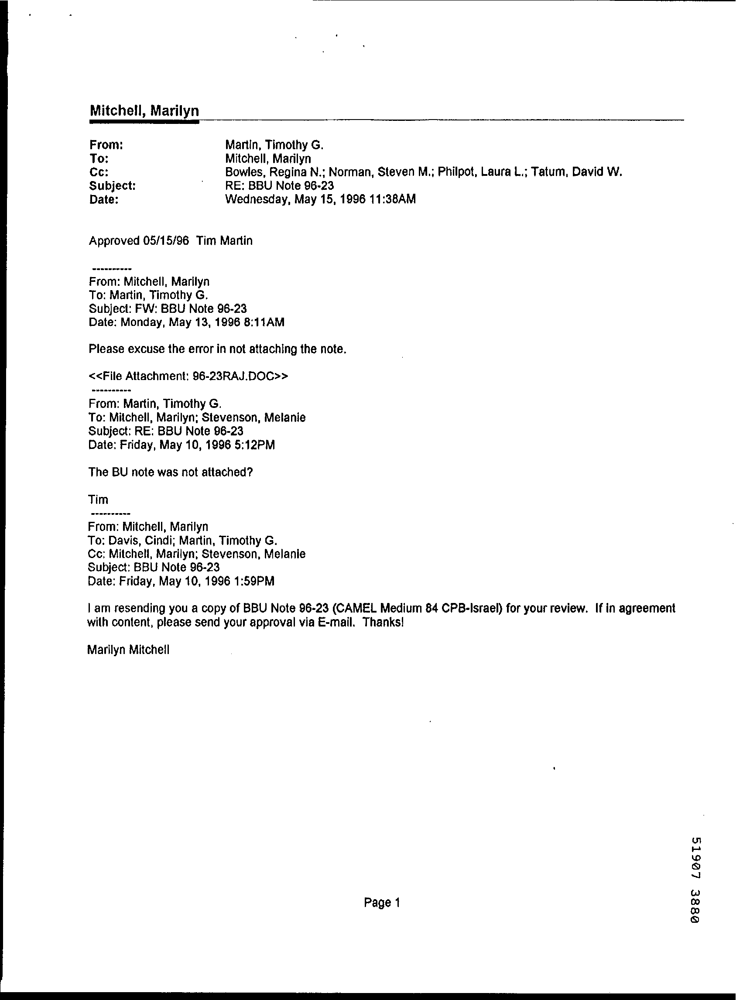 Mitchell, Marilyn
From: Martin, Timothy G.
To: Mitchell, Marilyn
Cc: Bowles, Regina N.; Norman, Steven M.; Philpot, Laura L.; Tatum, David W.
Subject: RE: BBU Note 96-23
Date: Wednesday, May 15, 1996 11:38AM
Approved 05/15/96 Tim Martin
----------
From: Mitchell, Marilyn
To: Martin, Timothy G.
Subject: FW: BBU Note 96-23
Date: Monday, May 13, 1996 8:11AM
Please excuse the error in not attaching the note.
<<File Attachment: 96-23RAJ.DOC>>
----------
From: Martin, Timothy G.
To: Mitchell, Marilyn; Stevenson, Melanie
Subject: RE: BBU Note 96-23
Date: Friday, May 10, 1996 5:12PM
The BU note was not attached?
Tim
----------
From: Mitchell, Marilyn
To: Davis, Cindi; Martin, Timothy G.
Cc: Mitchell, Marilyn; Stevenson, Melanie
Subject: BBU Note 96-23
Date: Friday, May 10, 1996 1:59PM
I am resending you a copy of BBU Note 96-23 (CAMEL Medium 84 CPB-Israel) for your review. If in agreement
with content, please send your approval via E-mail. Thanks!
Marilyn Mitchell
Page 1
51907 3880